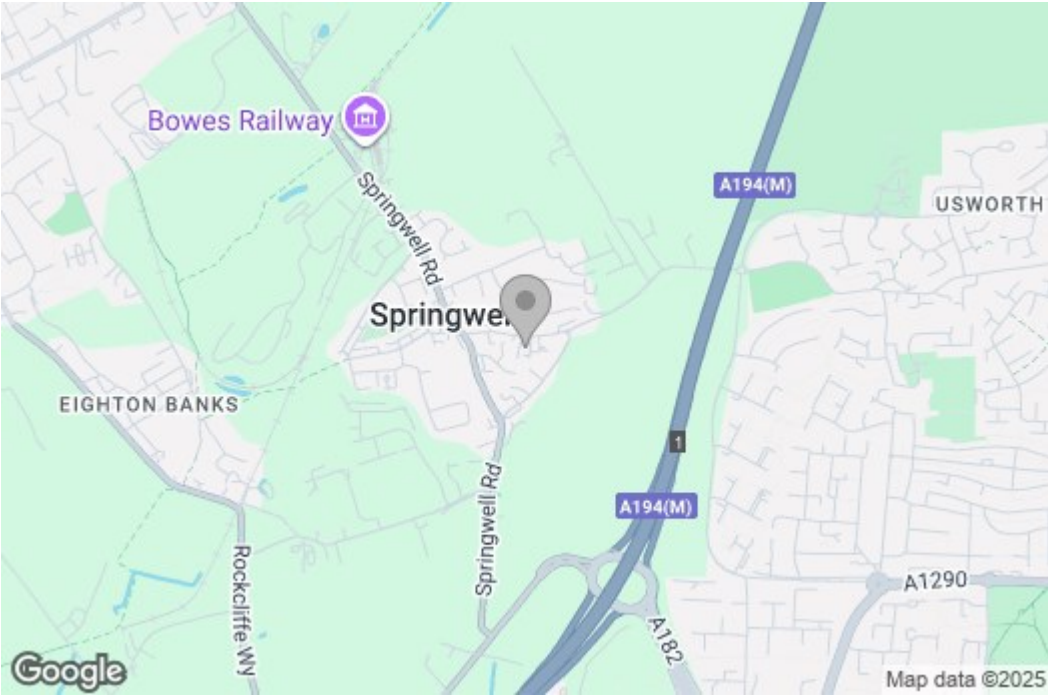 Bowes Railway
A194(M)
USWORTH
Springwell Rd
EIGHTON BANKS
1
A194(M)
Springwell Rd
Rockcliffe Wy
A1290
A182
Google
Map data ©2025